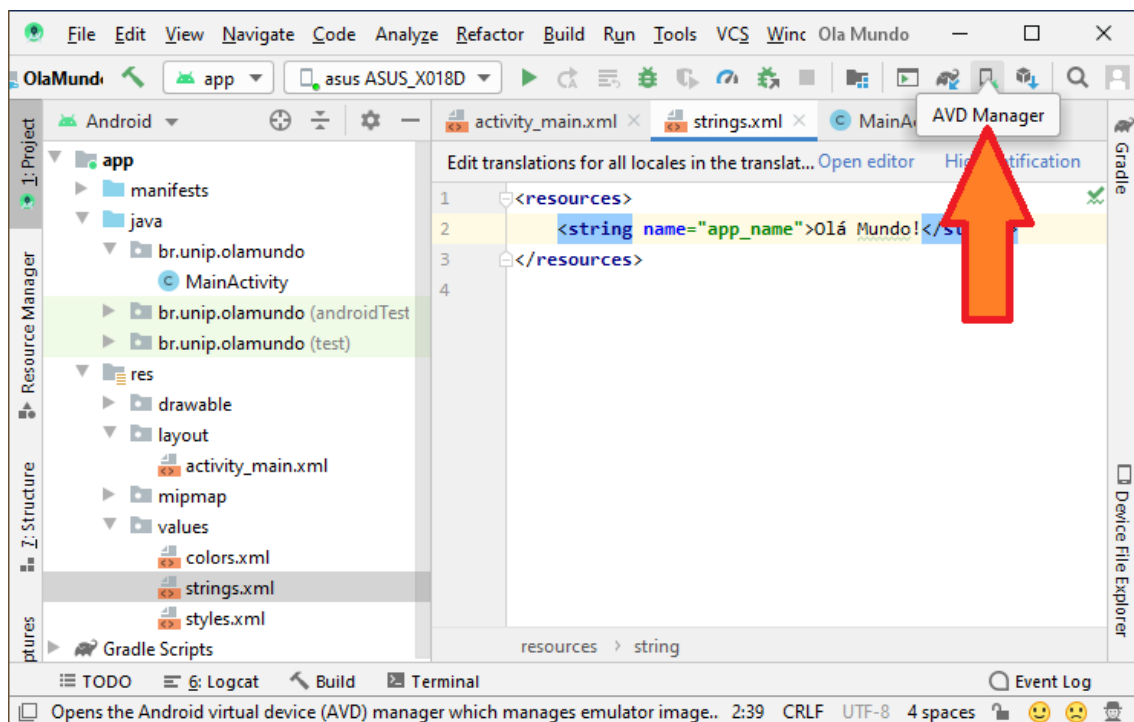 File Edit View Navigate Code Analyze Refactor Build Run Tools VCS Winc Ola Mundo
OlaMund app asus ASUS_X018D
1: Project
Resource Manager
7: Structure
ptures
Android
app
manifests
java
br.unip.olamundo
MainActivity
br.unip.olamundo (androidTest
br.unip.olamundo (test)
res
drawable
layout
activity_main.xml
mipmap
values
colors.xml
strings.xml
styles.xml
Gradle Scripts
activity_main.xml strings.xml MainA
AVD Manager
Edit translations for all locales in the translat... Open editor
1 <resources>
2 <string name="app_name">Olá Mundo!</st
3 </resources>
4
resources > string
Gradle
Device File Explorer
TODO 6: Logcat Build Terminal Event Log
Opens the Android virtual device (AVD) manager which manages emulator image.. 2:39 CRLF UTF-8 4 spaces